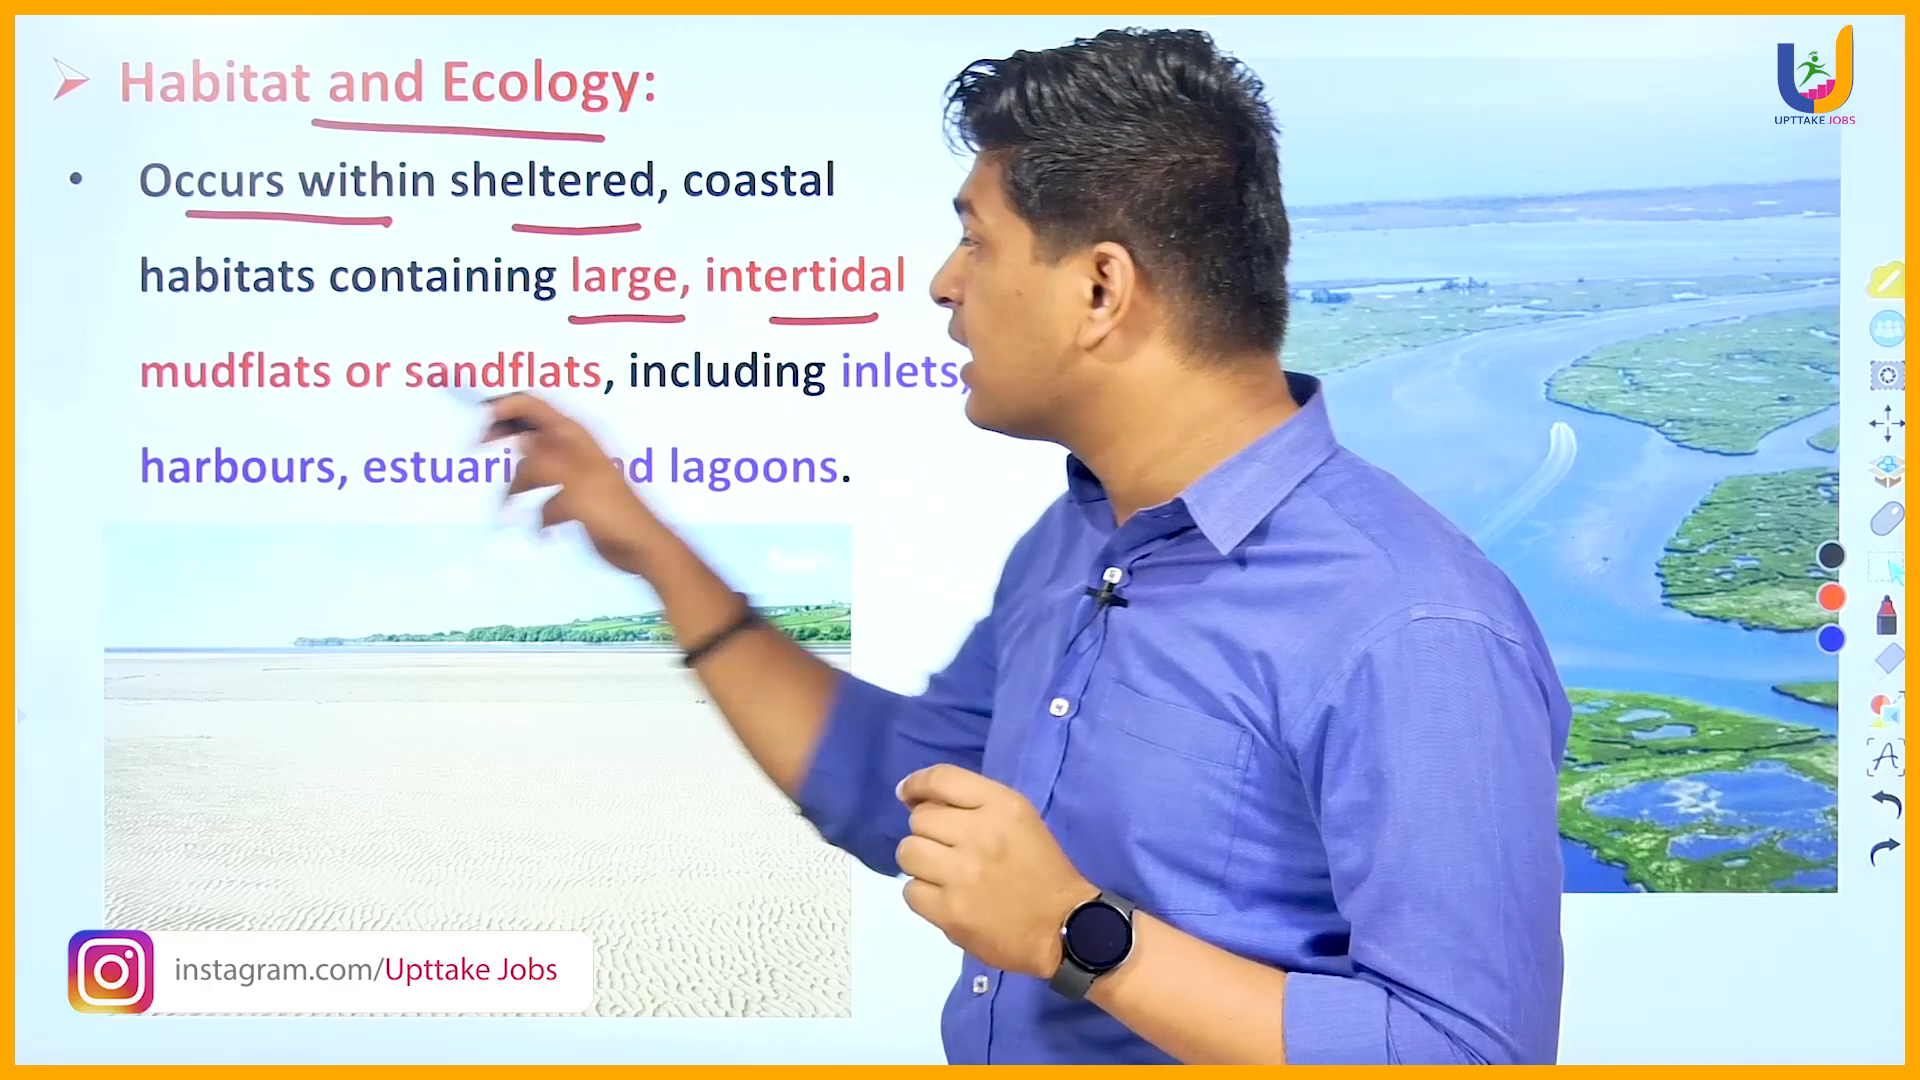 Habitat and Ecology:
• Occurs within sheltered, coastal
habitats containing large, intertidal
mudflats or sandflats, including inlets,
harbours, and lagoons.
UPTTAKE JOBS
instagram.com/Upttake Jobs